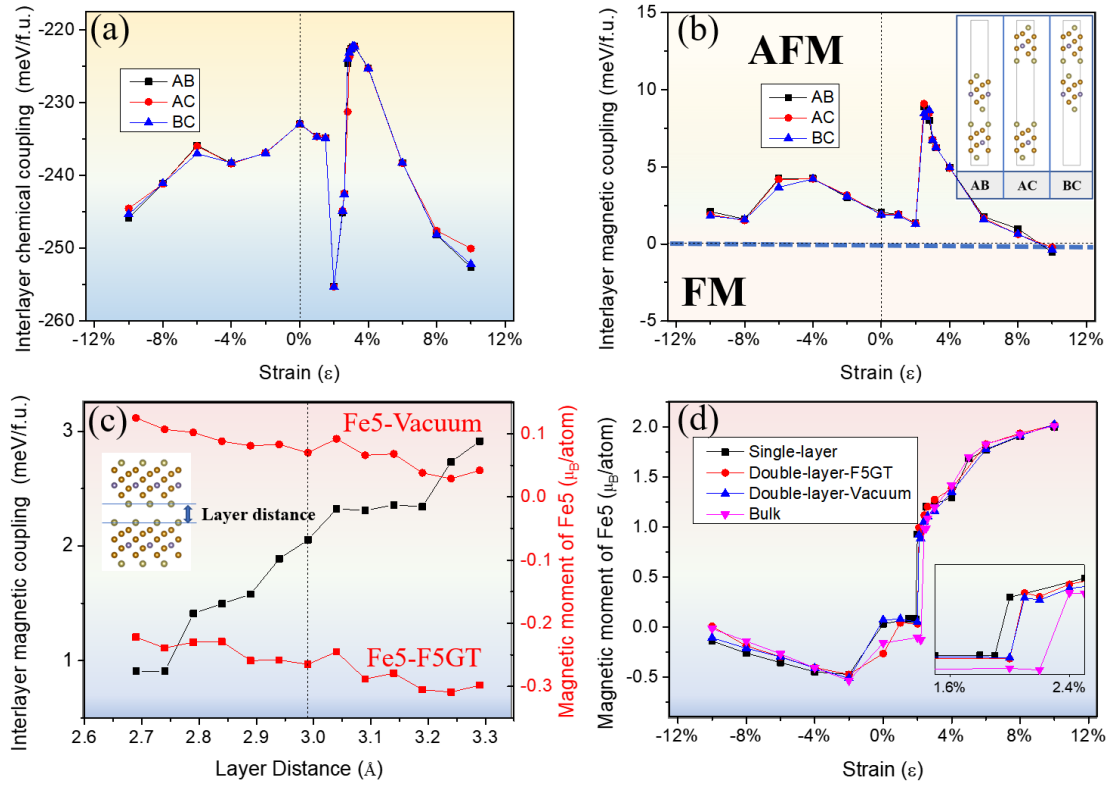 (a)
Interlayer chemical coupling (meV/f.u.)
-220
-230
-240
-250
-260
AB
AC
BC
-12%
-8%
-4%
0%
4%
8%
12%
Strain (ε)
(b)
Interlayer magnetic coupling (meV/f.u.)
15
10
5
0
-5
AFM
FM
AB
AC
BC
AB
AC
BC
-12%
-8%
-4%
0%
4%
8%
12%
Strain (ε)
(c)
Interlayer magnetic coupling (meV/f.u.)
3
2
1
Fe5-Vacuum
Layer distance
Fe5-F5GT
0.1
0.0
-0.1
-0.2
-0.3
Magnetic moment of Fe5 (μB/atom)
2.6
2.7
2.8
2.9
3.0
3.1
3.2
3.3
Layer Distance (Å)
(d)
Magnetic moment of Fe5 (μB/atom)
2.0
1.5
1.0
0.5
0.0
-0.5
Single-layer
Double-layer-F5GT
Double-layer-Vacuum
Bulk
1.6%
2.4%
-12%
-8%
-4%
0%
4%
8%
12%
Strain (ε)